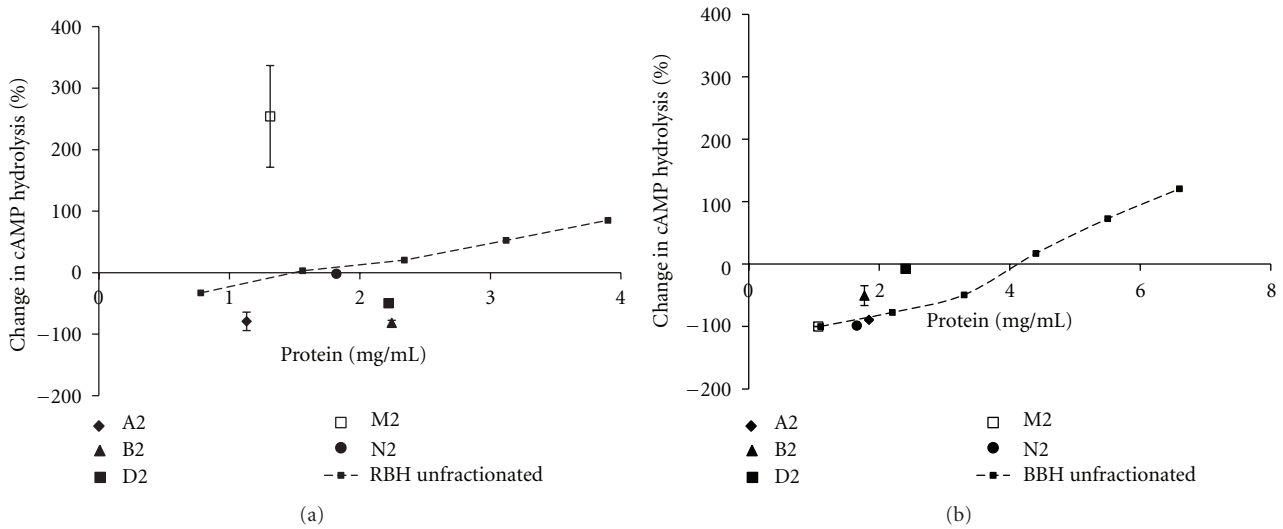 400
300
200
100
0
−100
−200
0
1
2
3
4
Change in cAMP hydrolysis (%)
Protein (mg/mL)
A2
B2
D2
M2
N2
RBH unfractionated
(a)
400
300
200
100
0
−100
−200
0
2
4
6
8
Change in cAMP hydrolysis (%)
Protein (mg/mL)
A2
B2
D2
M2
N2
BBH unfractionated
(b)